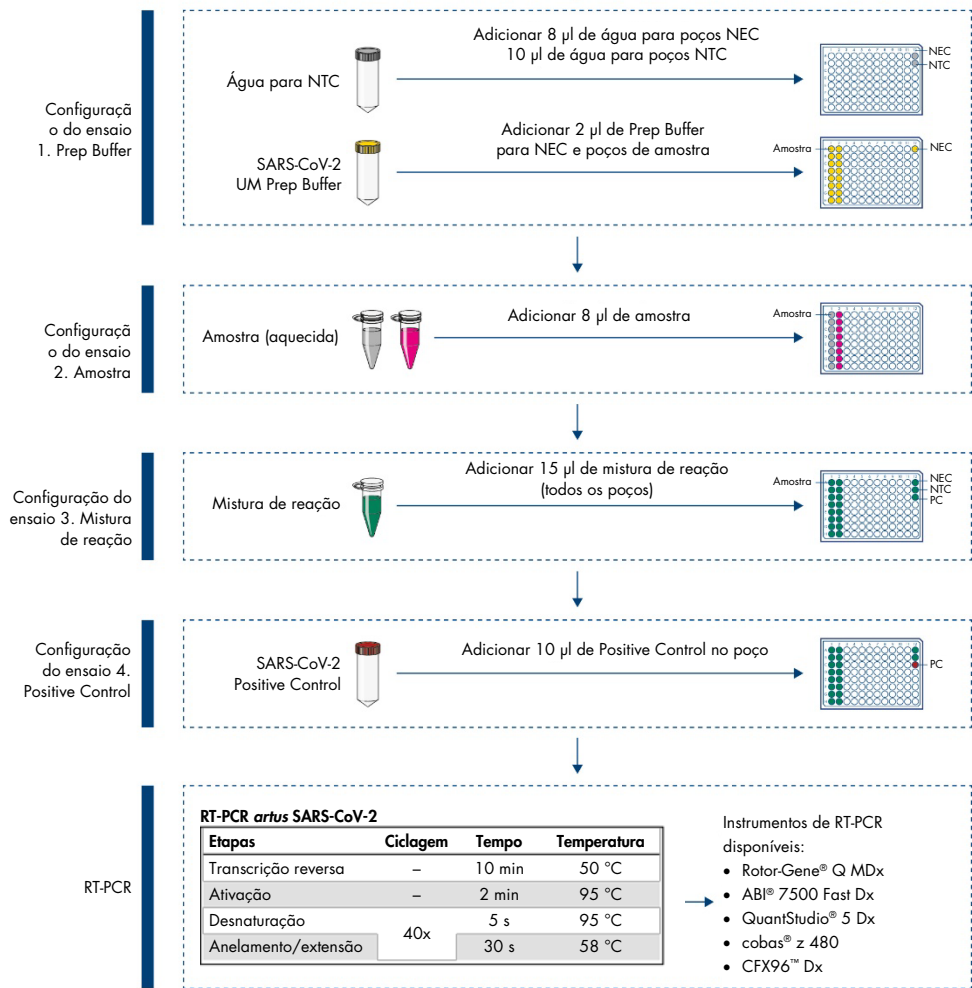 Configuraçã
o do ensaio
1. Prep Buffer
Água para NTC
Adicionar 8 µl de água para poços NEC
10 µl de água para poços NTC
NEC
NTC
SARS-CoV-2
UM Prep Buffer
Adicionar 2 µl de Prep Buffer
para NEC e poços de amostra
Amostra
NEC
Configuraçã
o do ensaio
2. Amostra
Amostra (aquecida)
Adicionar 8 µl de amostra
Amostra
Configuração do
ensaio 3. Mistura
de reação
Mistura de reação
Adicionar 15 µl de mistura de reação
(todos os poços)
Amostra
NEC
NTC
PC
Configuração
do ensaio 4.
Positive Control
SARS-CoV-2
Positive Control
Adicionar 10 µl de Positive Control no poço
PC
RT-PCR
RT-PCR artus SARS-CoV-2
Etapas Ciclagem Tempo Temperatura
Transcrição reversa – 10 min 50 °C
Ativação – 2 min 95 °C
Desnaturação 5 s 95 °C
40x
Anelamento/extensão 30 s 58 °C
Instrumentos de RT-PCR
disponíveis:
• Rotor-Gene® Q MDx
• ABI® 7500 Fast Dx
• QuantStudio® 5 Dx
• cobas® z 480
• CFX96™ Dx